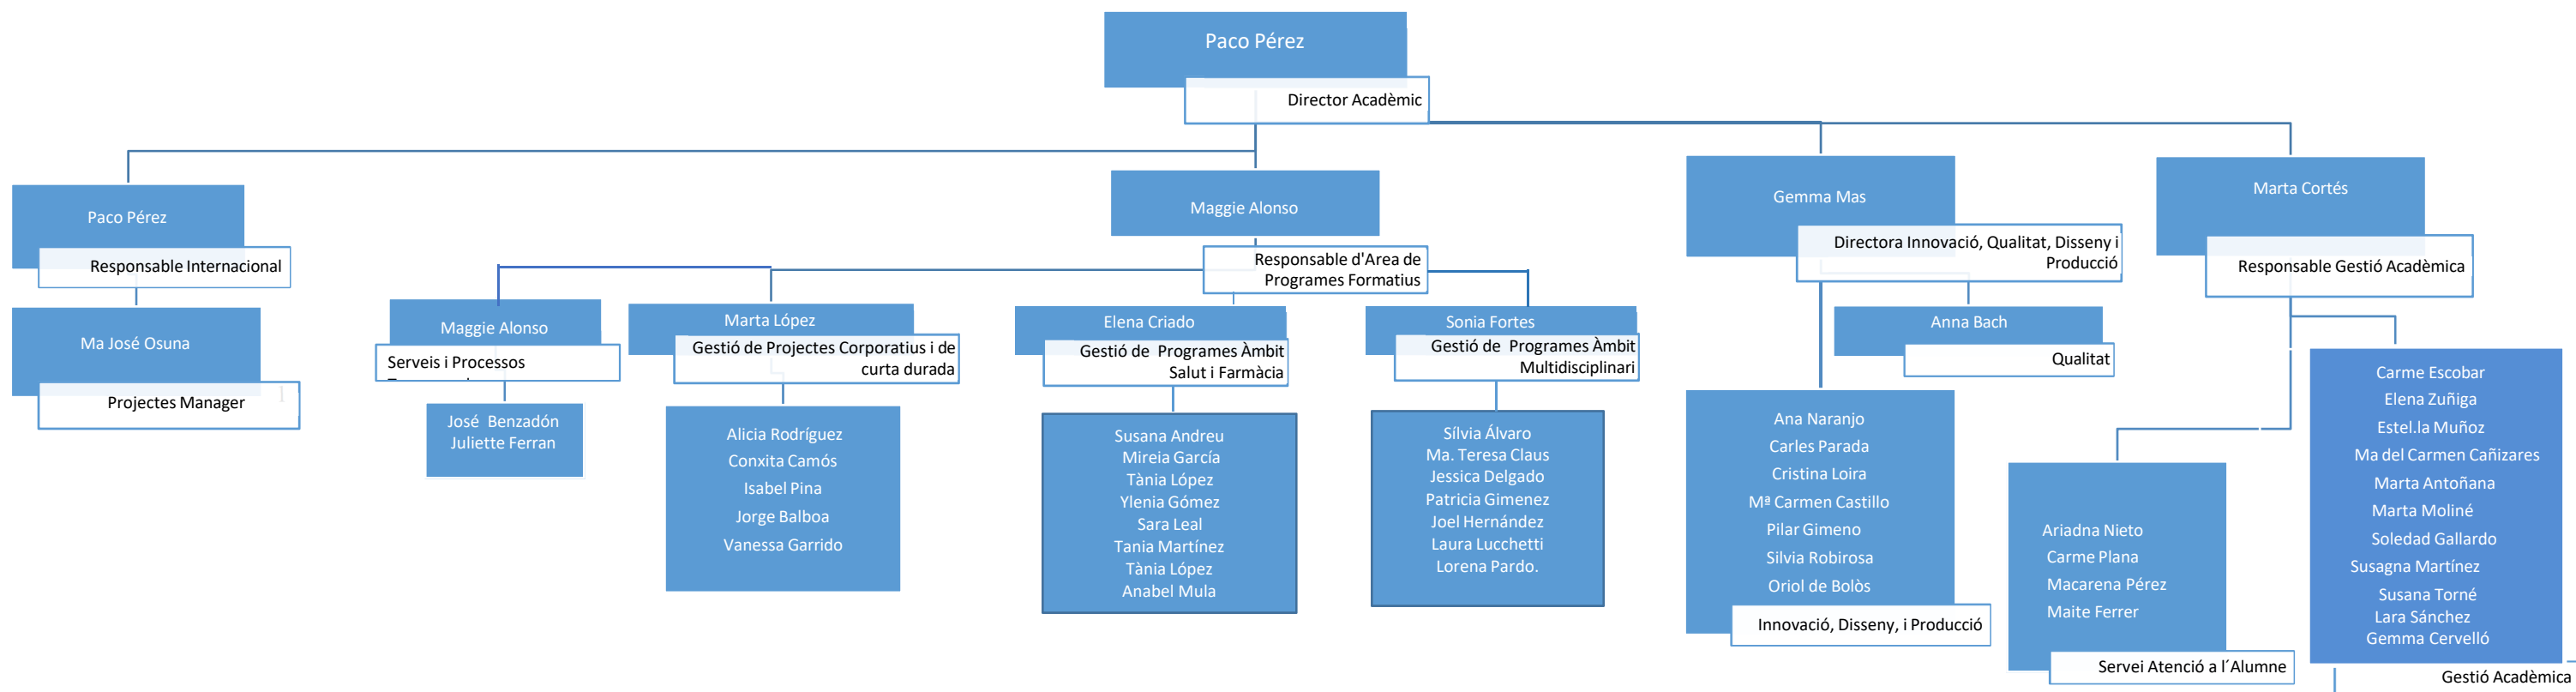 Paco Pérez
Director Acadèmic
Paco Pérez
Responsable Internacional
Ma José Osuna
Projectes Manager
Maggie Alonso
Responsable d'Area de
Programes Formatius
Maggie Alonso
Serveis i Processos
José  Benzadón
Juliette Ferran
Marta López
Gestió de Projectes Corporatius i de
curta durada
Alicia Rodríguez
Conxita Camós
Isabel Pina
Jorge Balboa
Vanessa Garrido
Elena Criado
Gestió de  Programes Àmbit
Salut i Farmàcia
Susana Andreu
Mireia García
Tània López
Ylenia Gómez
Sara Leal
Tania Martínez
Tània López
Anabel Mula
Sonia Fortes
Gestió de  Programes Àmbit
Multidisciplinari
Sílvia Álvaro
Ma. Teresa Claus
Jessica Delgado
Patricia Gimenez
Joel Hernández
Laura Lucchetti
Lorena Pardo.
Gemma Mas
Directora Innovació, Qualitat, Disseny i
Producció
Anna Bach
Qualitat
Ana Naranjo
Carles Parada
Cristina Loira
Mª Carmen Castillo
Pilar Gimeno
Silvia Robirosa
Oriol de Bolòs
Innovació, Disseny, i Producció
Marta Cortés
Responsable Gestió Acadèmica
Ariadna Nieto
Carme Plana
Macarena Pérez
Maite Ferrer
Servei Atenció a l´Alumne
Carme Escobar
Elena Zuñiga
Estel.la Muñoz
Ma del Carmen Cañizares
Marta Antoñana
Marta Moliné
Soledad Gallardo
Susagna Martínez
Susana Torné
Lara Sánchez
Gemma Cervelló
Gestió Acadèmica